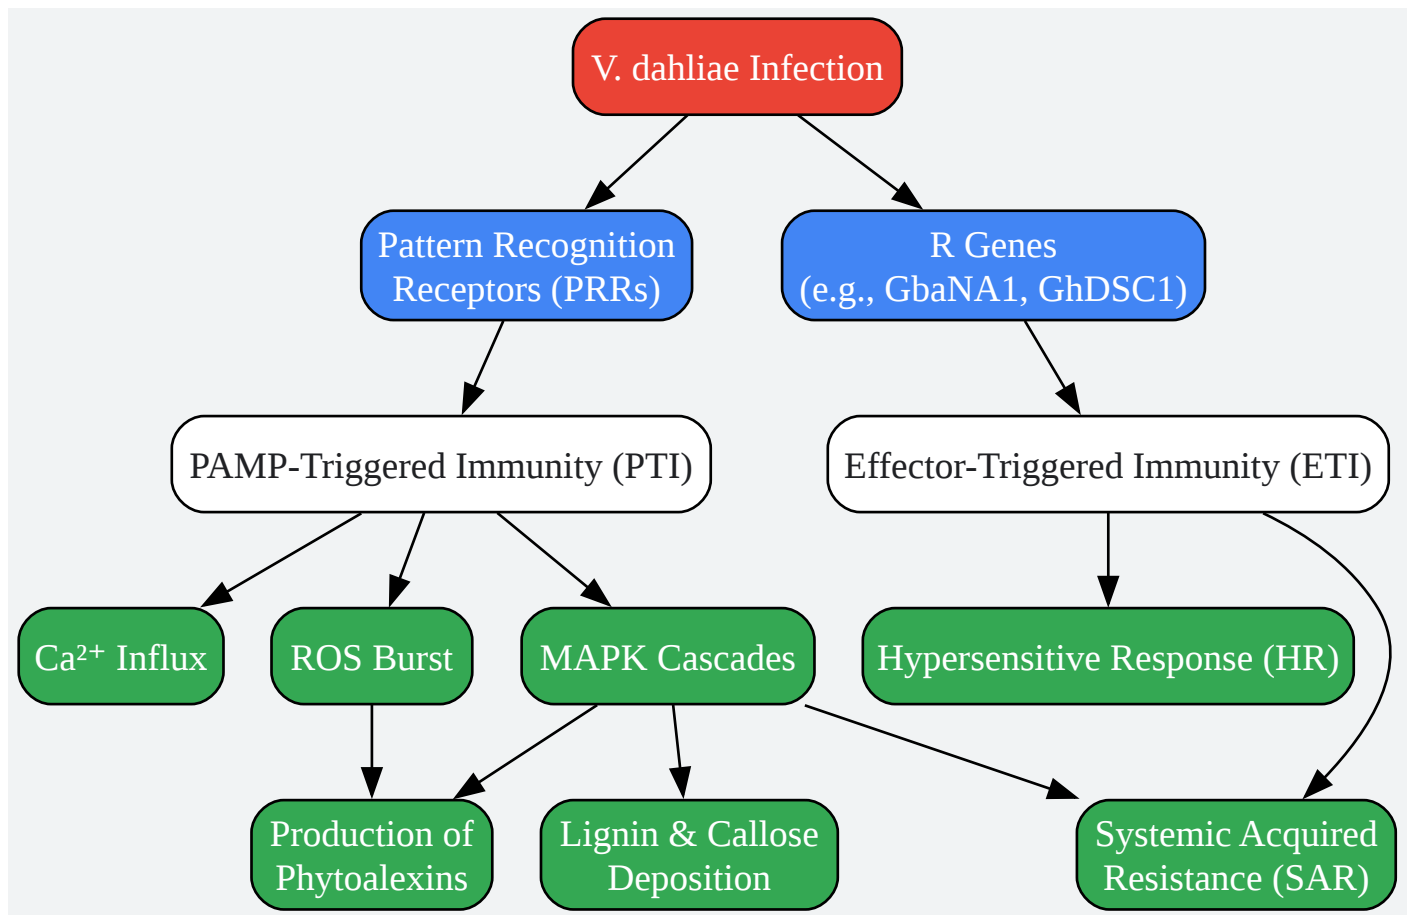 V. dahliae Infection
Pattern Recognition
Receptors (PRRs)
R Genes
(e.g., GbaNA1, GhDSC1)
PAMP-Triggered Immunity (PTI)
Effector-Triggered Immunity (ETI)
Ca²⁺ Influx
ROS Burst
MAPK Cascades
Hypersensitive Response (HR)
Production of
Phytoalexins
Lignin & Callose
Deposition
Systemic Acquired
Resistance (SAR)